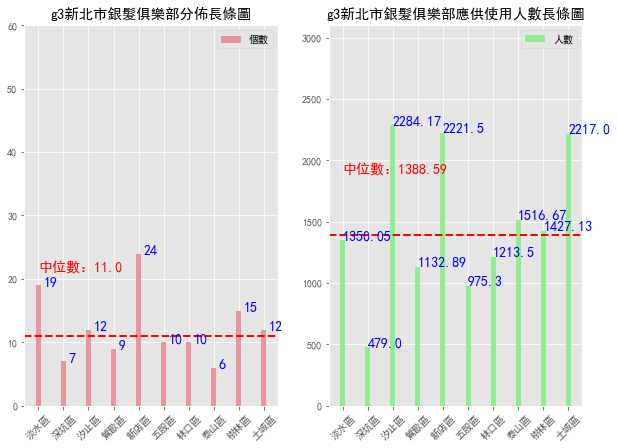 g3新北市銀髮俱樂部分佈長條圖
個數
60
50
40
30
20
10
0
中位數：11.0
19
7
12
9
24
10
10
6
15
12
淡水區
深坑區
汐止區
鶯歌區
新店區
五股區
林口區
泰山區
樹林區
土城區
g3新北市銀髮俱樂部應供使用人數長條圖
人數
3000
2500
2000
1500
1000
500
0
中位數：1388.59
1350.05
479.0
2284.17
1132.89
2221.5
975.3
1213.5
1516.67
1427.13
2217.0
淡水區
深坑區
汐止區
鶯歌區
新店區
五股區
林口區
泰山區
樹林區
土城區